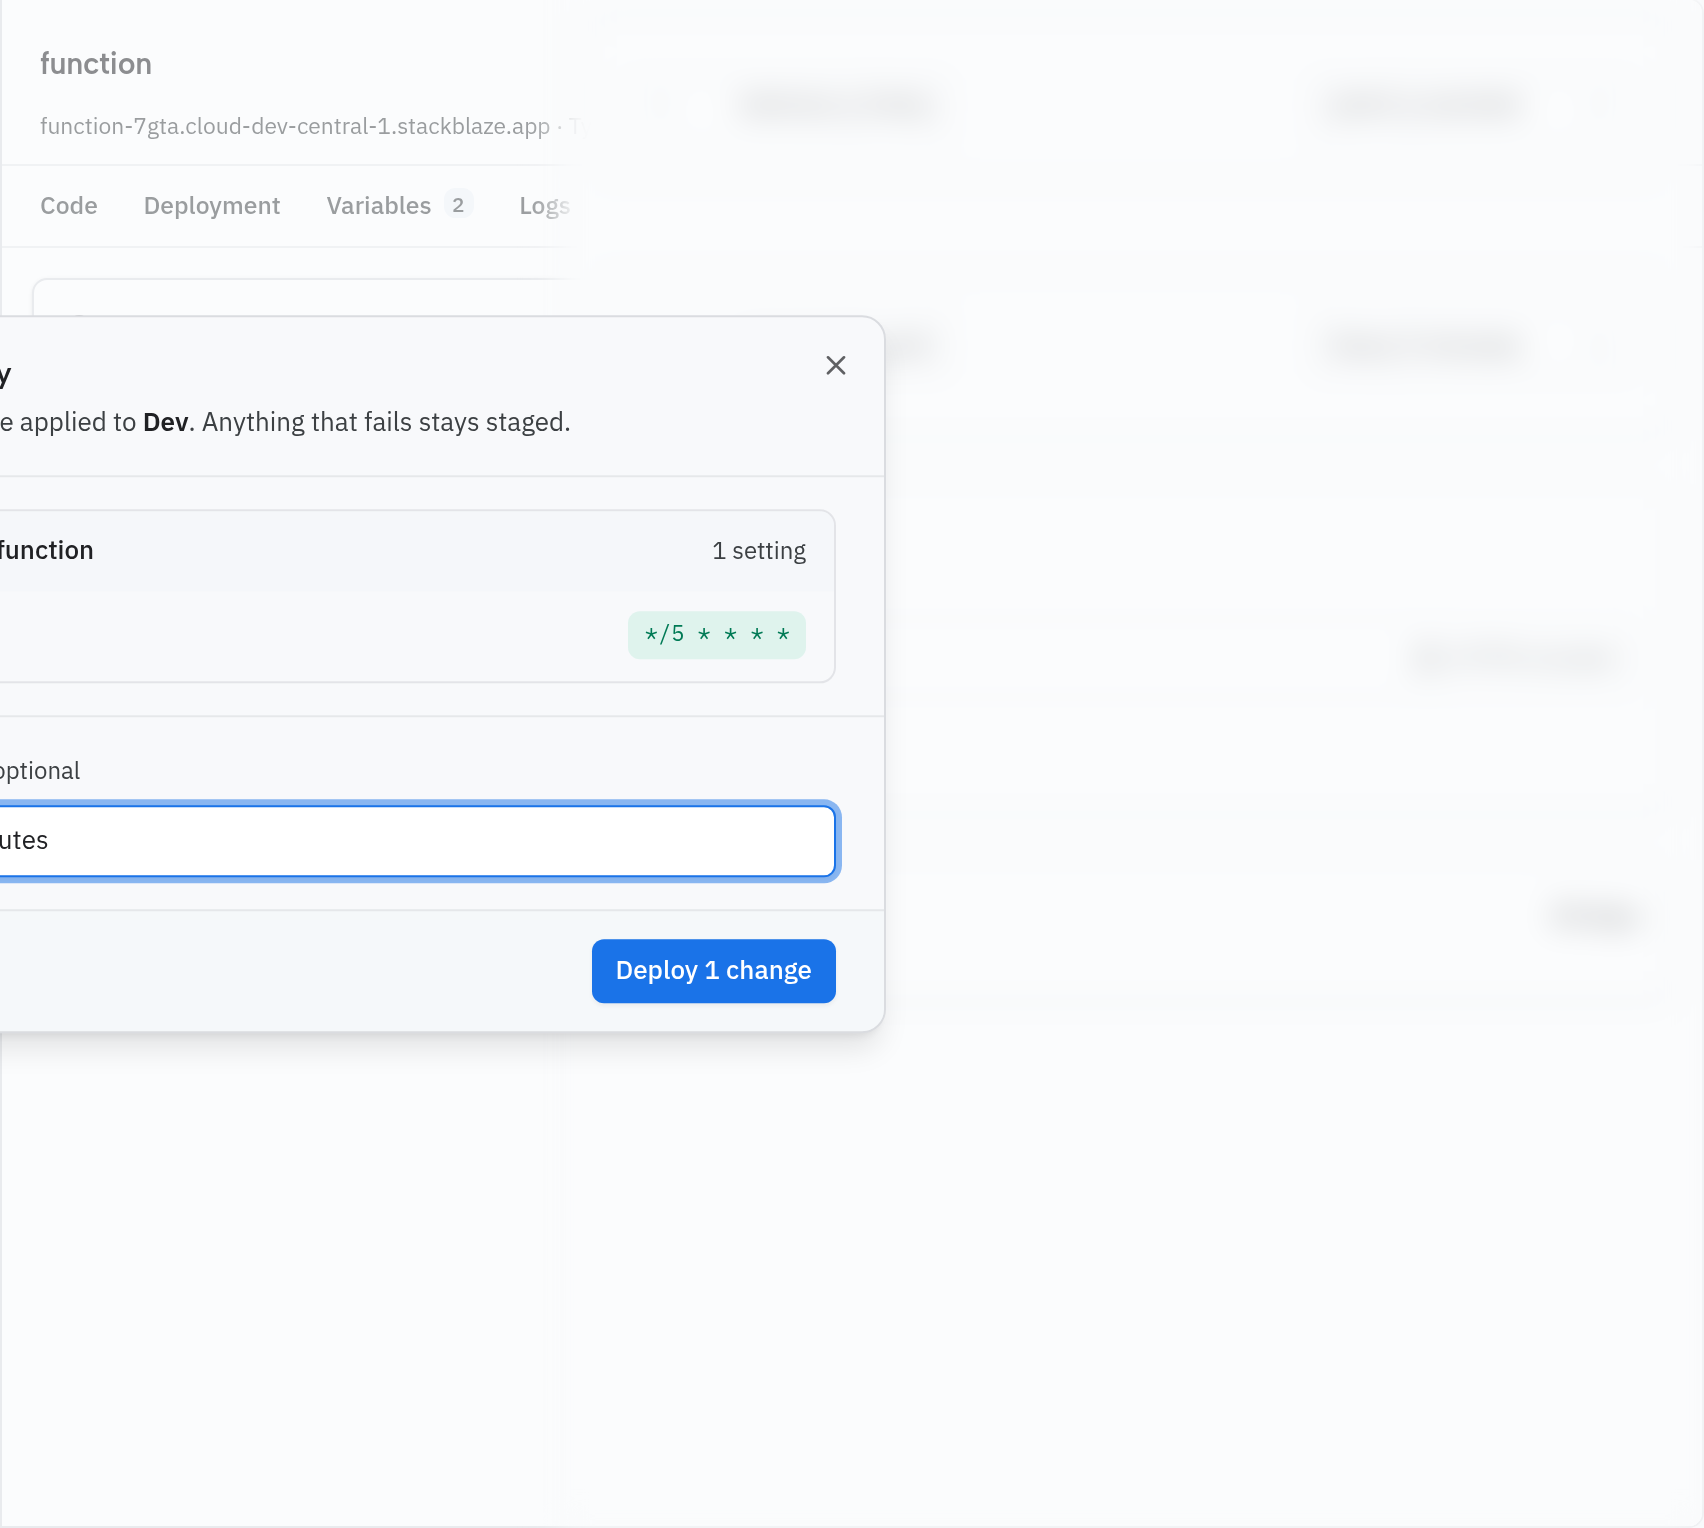 function
function-7gta.cloud-dev-central-1.stackblaze.app ·
Code Deployment Variables 2 Logs
y
e applied to Dev. Anything that fails stays staged.
function 1 setting
*/5 * * * *
optional
utes
Deploy 1 change